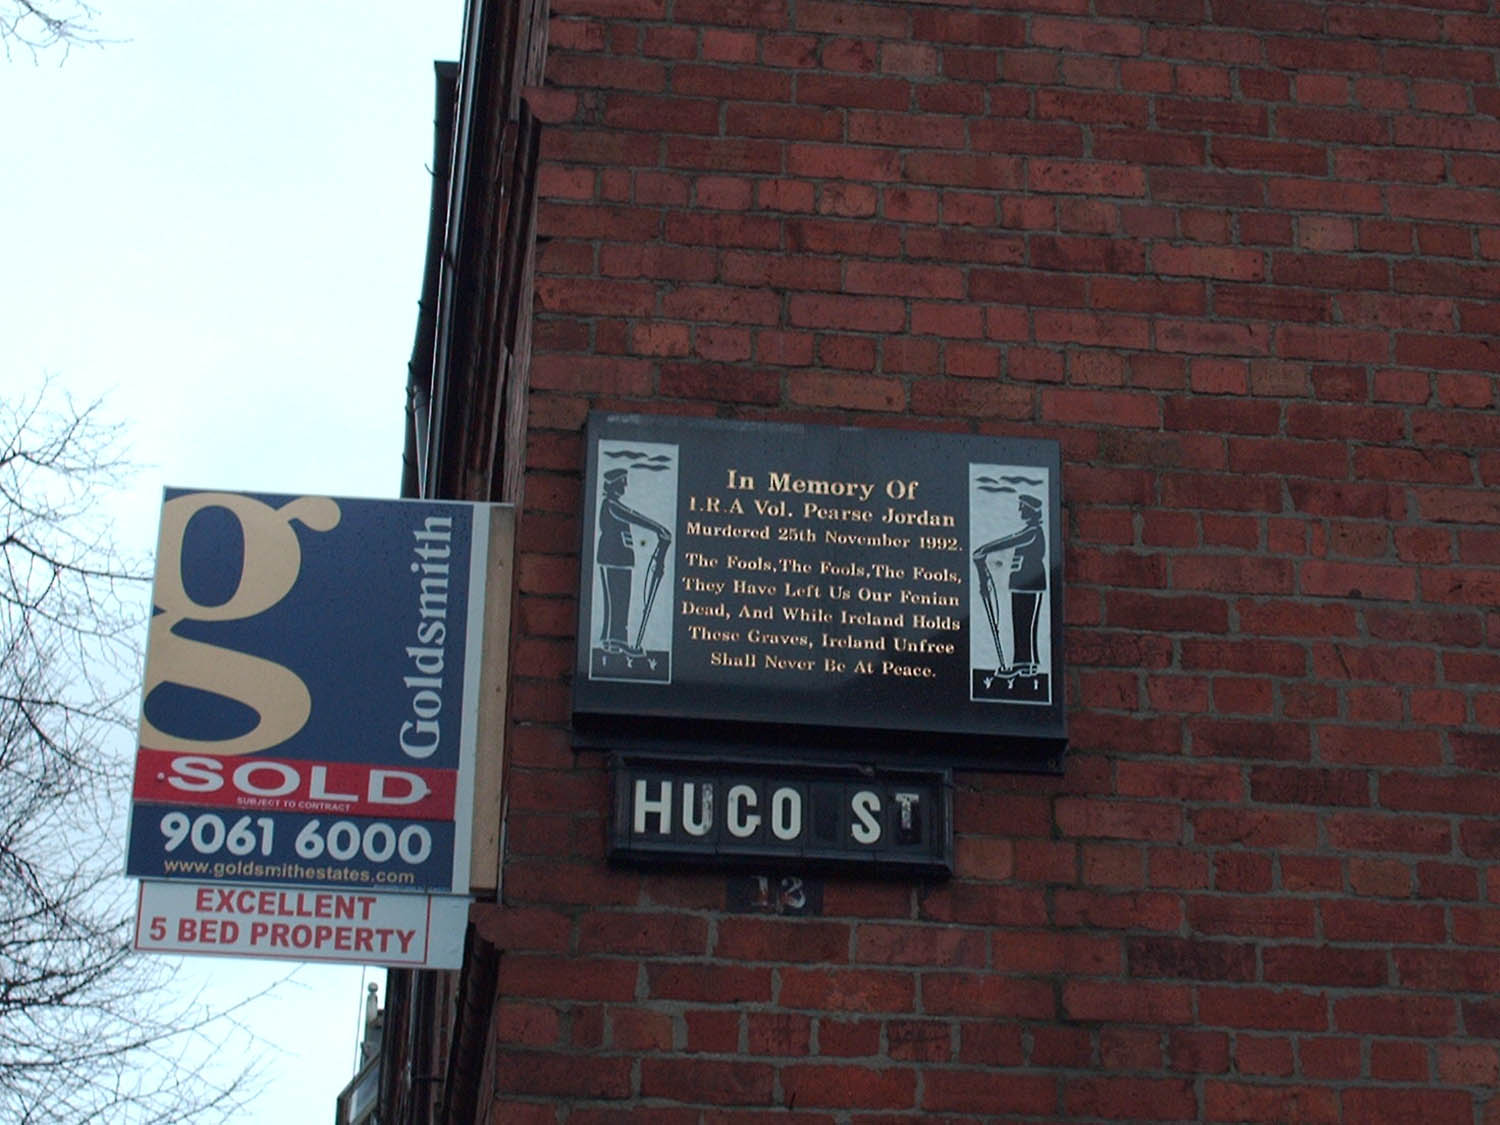 g
Goldsmith
SOLD
SUBJECT TO CONTRACT
9061 6000
www.goldsmithestates.com
EXCELLENT
5 BED PROPERTY
In Memory Of
I.R.A Vol. Pearse Jordan
Murdered 25th November 1992.
The Fools,The Fools,The Fools,
They Have Left Us Our Fenian
Dead, And While Ireland Holds
These Graves, Ireland Unfree
Shall Never Be At Peace.
HUGO ST